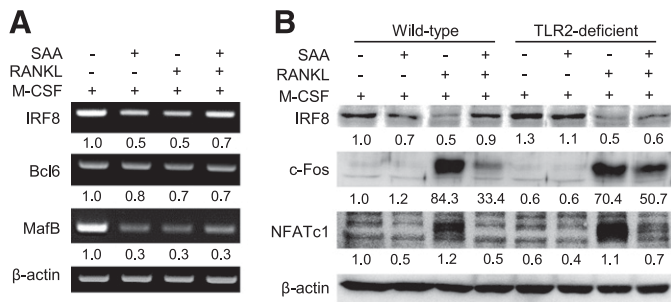 A
SAA - + - +
RANKL - - + +
M-CSF + + + +
IRF8
1.0 0.5 0.5 0.7
Bcl6
1.0 0.8 0.7 0.7
MafB
1.0 0.3 0.3 0.3
β-actin
B
Wild-type TLR2-deficient
SAA - + - + - + - +
RANKL - - + + - - + +
M-CSF + + + + + + + +
IRF8
1.0 0.7 0.5 0.9 1.3 1.1 0.5 0.6
c-Fos
1.0 1.2 84.3 33.4 0.6 0.6 70.4 50.7
NFATc1
1.0 0.5 1.2 0.5 0.6 0.4 1.1 0.7
β-actin